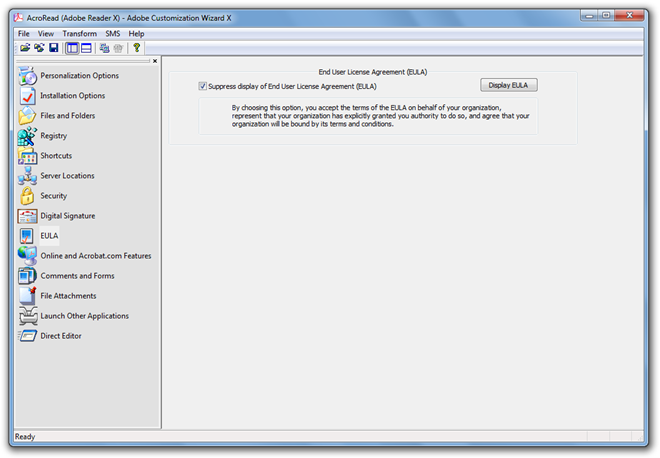 AcroRead (Adobe Reader X) - Adobe Customization Wizard X
File View Transform SMS Help
Personalization Options
Installation Options
Files and Folders
Registry
Shortcuts
Server Locations
Security
Digital Signature
EULA
Online and Acrobat.com Features
Comments and Forms
File Attachments
Launch Other Applications
Direct Editor
End User License Agreement (EULA)
Suppress display of End User License Agreement (EULA)
Display EULA
By choosing this option, you accept the terms of the EULA on behalf of your organization,
represent that your organization has explicitly granted you authority to do so, and agree that your
organization will be bound by its terms and conditions.
Ready